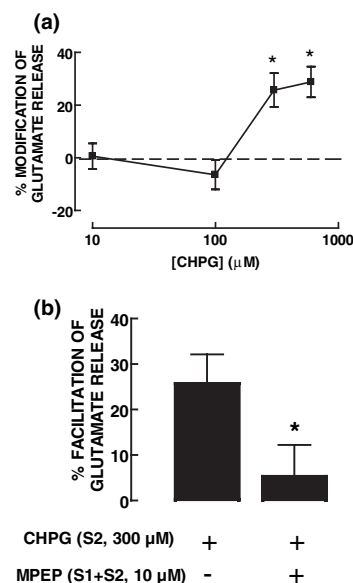 (a)
% MODIFICATION OF
GLUTAMATE RELEASE
40
20
0
-20
* *
10 100 1000
[CHPG] (µM)
(b)
% FACILITATION OF
GLUTAMATE RELEASE
40
30
20
10
0
*
CHPG (S2, 300 µM) + +
MPEP (S1+S2, 10 µM) - +